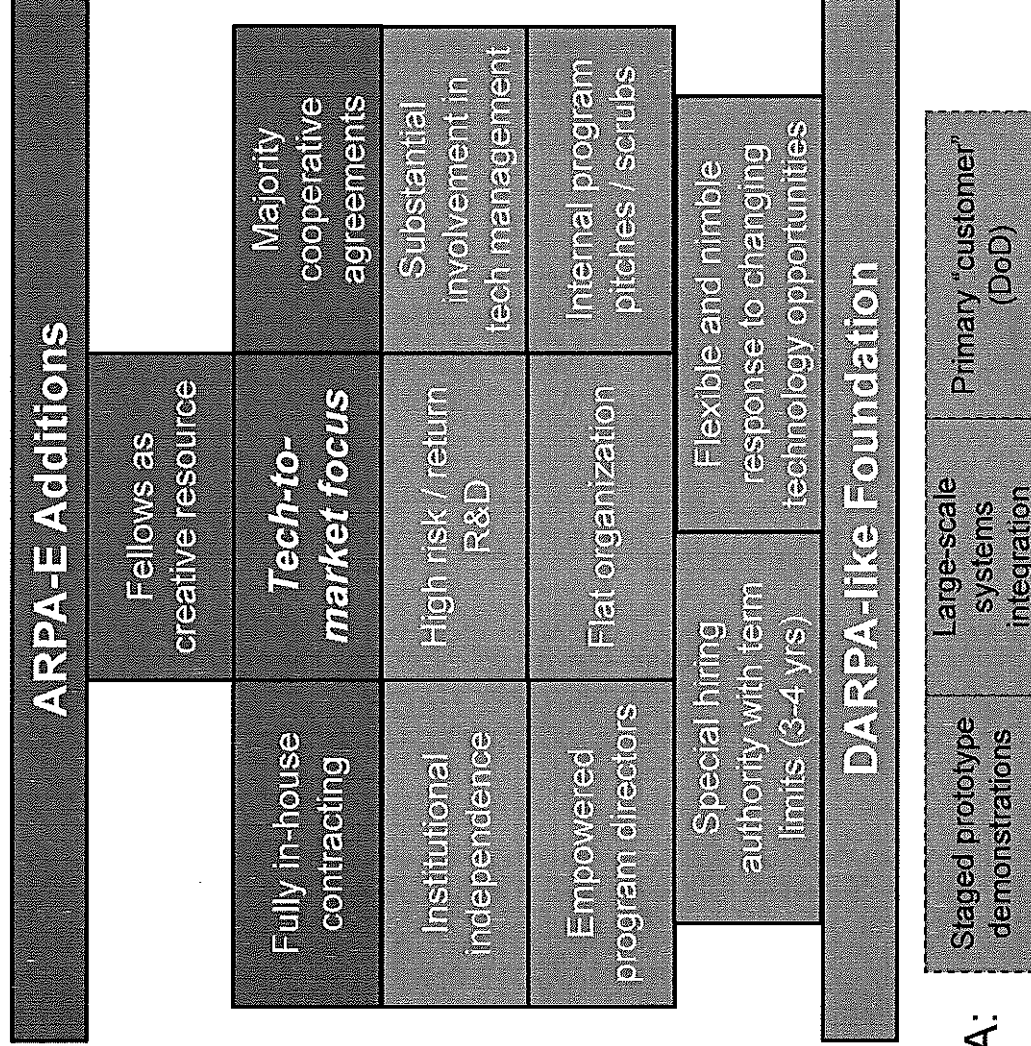 ARPA-E Additions
Fellows as
creative resource
Fully in-house
contracting
Tech-to-
market focus
Majority
cooperative
agreements
Institutional
independence
High risk / return
R&D
Substantial
involvement in
tech management
Empowered
program directors
Flat organization
Internal program
pitches / scrubs
Special hiring
authority with term
limits (3-4 yrs)
Flexible and nimble
response to changing
technology opportunities
DARPA-like Foundation
A:
Staged prototype
demonstrations
Large-scale
systems
integration
Primary “customer”
(DoD)